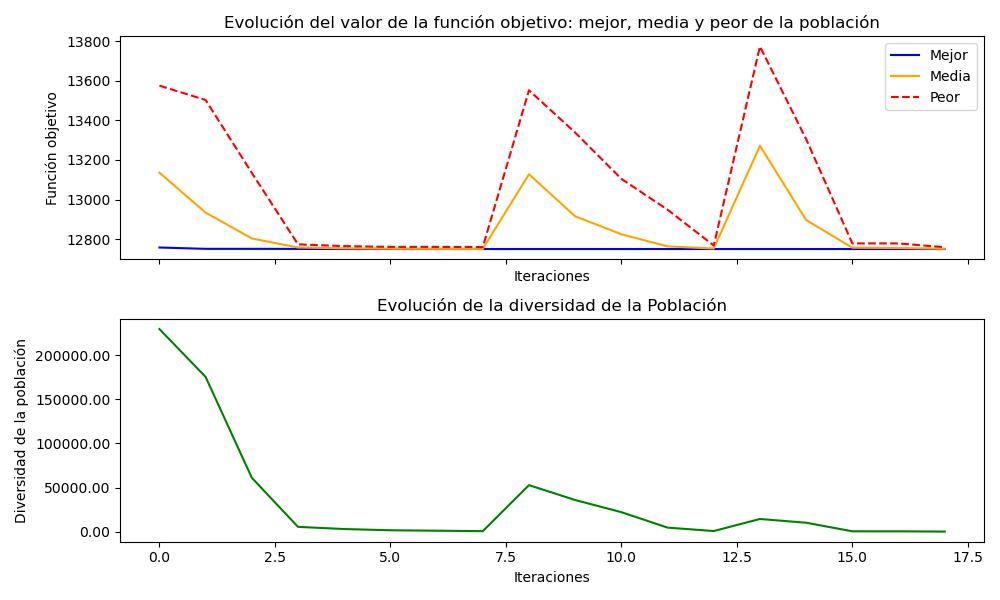 Evolución del valor de la función objetivo: mejor, media y peor de la población
13800
13600
13400
13200
13000
12800
Función objetivo
Mejor
Media
Peor
Iteraciones
Evolución de la diversidad de la Población
200000.00
150000.00
100000.00
50000.00
0.00
Diversidad de la población
0.0 2.5 5.0 7.5 10.0 12.5 15.0 17.5
Iteraciones